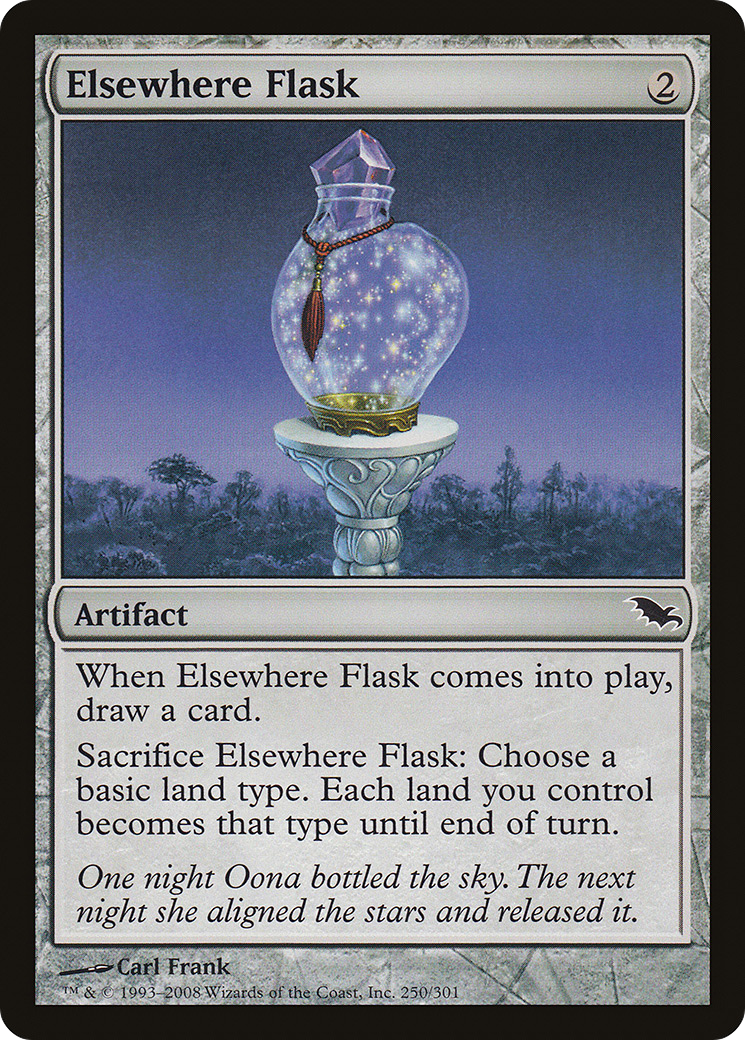 Elsewhere Flask
2
Artifact
When Elsewhere Flask comes into play,
draw a card.
Sacrifice Elsewhere Flask: Choose a
basic land type. Each land you control
becomes that type until end of turn.
One night Oona bottled the sky. The next
night she aligned the stars and released it.
Carl Frank
™ & © 1993–2008 Wizards of the Coast, Inc. 250/301